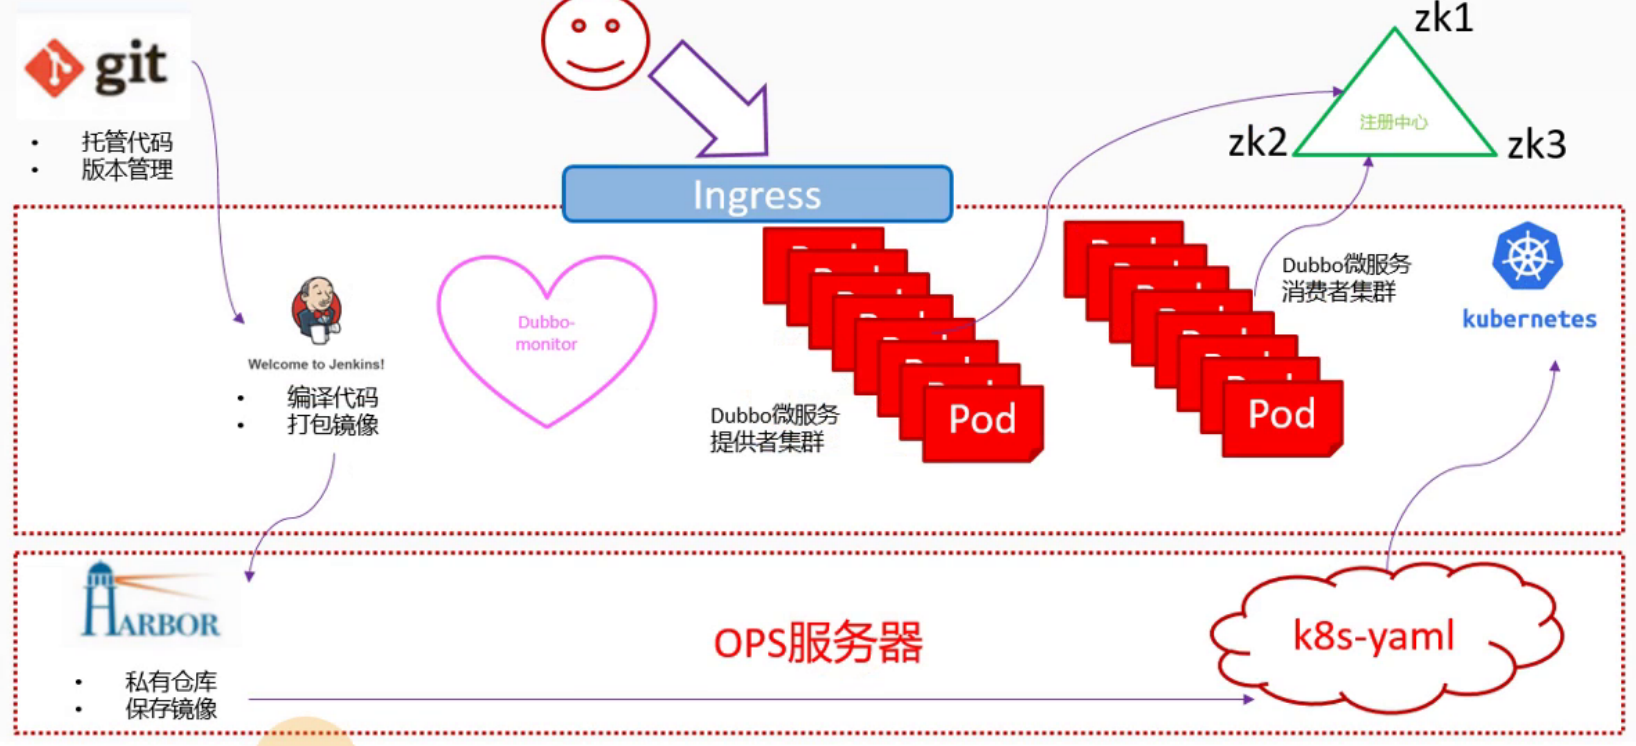 git
托管代码
版本管理
zk1
注册中心
zk2
zk3
Ingress
Welcome to Jenkins!
编译代码
打包镜像
Dubbo-
monitor
Dubbo微服务
提供者集群
Pod
Pod
Dubbo微服务
消费者集群
kubernetes
HARBOR
私有仓库
保存镜像
OPS服务器
k8s-yaml